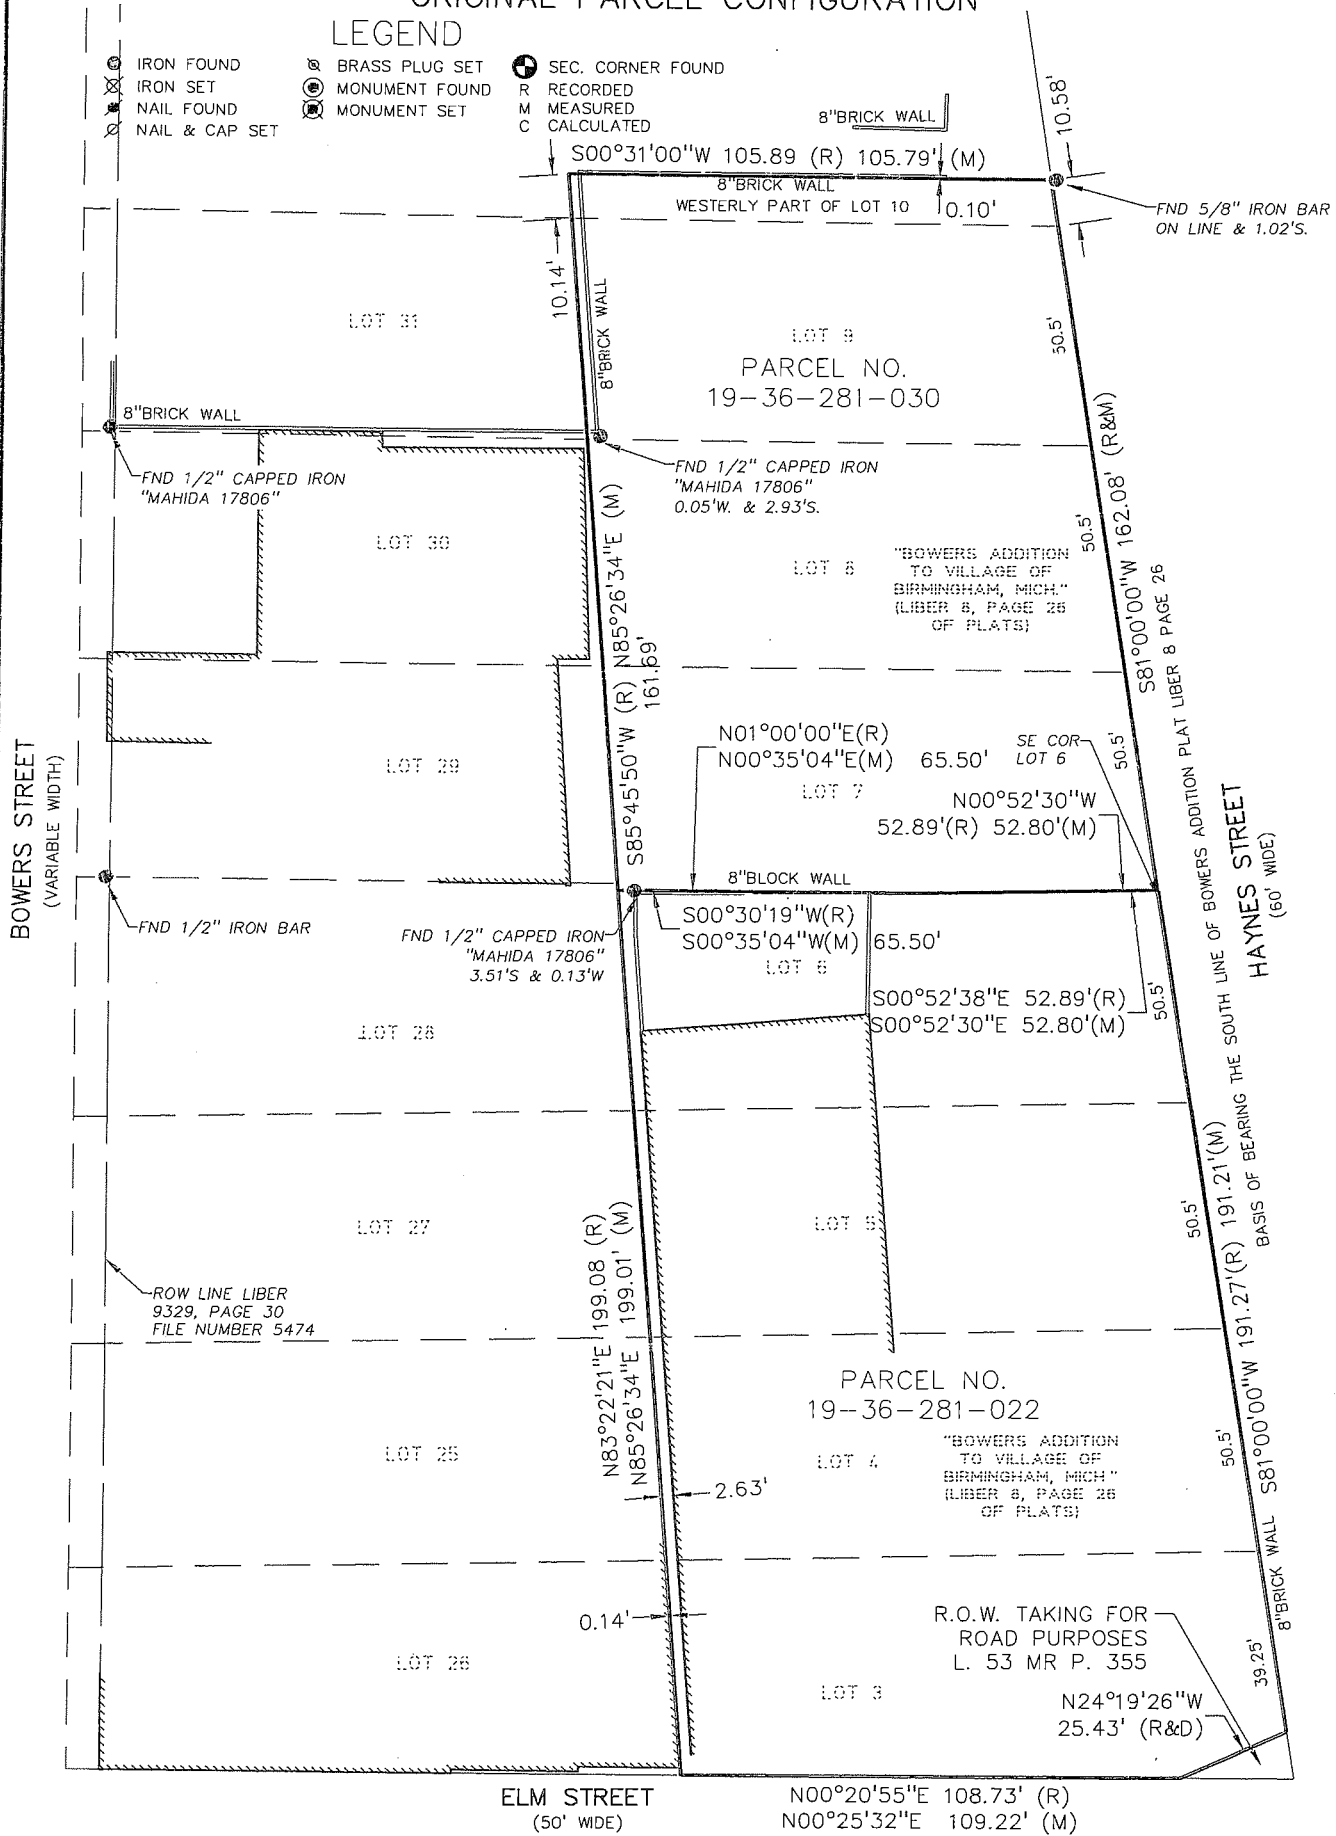 ORIGINAL PARCEL CONFIGURATION
LEGEND
IRON FOUND
IRON SET
NAIL FOUND
NAIL & CAP SET
BRASS PLUG SET
MONUMENT FOUND
MONUMENT SET
SEC. CORNER FOUND
R RECORDED
M MEASURED
C CALCULATED
8"BRICK WALL
10.58'
S00°31'00"W 105.89 (R) 105.79' (M)
8"BRICK WALL
WESTERLY PART OF LOT 10
0.10'
FND 5/8" IRON BAR
ON LINE & 1.02'S.
10.14'
8"BRICK WALL
LOT 31
LOT 9
50.5'
PARCEL NO.
19-36-281-030
8"BRICK WALL
FND 1/2" CAPPED IRON
"MAHIDA 17806"
FND 1/2" CAPPED IRON
"MAHIDA 17806"
0.05'W. & 2.93'S.
LOT 30
LOT 8
"BOWERS ADDITION
TO VILLAGE OF
BIRMINGHAM, MICH."
(LIBER 8, PAGE 26
OF PLATS)
50.5'
S81°00'00"W 162.08' (R&M)
S85°45'50"W (R) N85°26'34"E (M)
161.69'
BOWERS STREET
(VARIABLE WIDTH)
LOT 29
N01°00'00"E(R)
N00°35'04"E(M) 65.50'
SE COR
LOT 6
50.5'
LOT 7
N00°52'30"W
52.89'(R) 52.80'(M)
HAYNES STREET
(60' WIDE)
BASIS OF BEARING THE SOUTH LINE OF BOWERS ADDITION PLAT LIBER 8 PAGE 26
8"BLOCK WALL
FND 1/2" IRON BAR
FND 1/2" CAPPED IRON
"MAHIDA 17806"
3.51'S & 0.13'W
S00°30'19"W(R)
S00°35'04"W(M) 65.50'
LOT 6
S00°52'38"E 52.89'(R)
S00°52'30"E 52.80'(M)
50.5'
LOT 28
LOT 27
LOT 5
50.5'
ROW LINE LIBER
9329, PAGE 30
FILE NUMBER 5474
N83°22'21"E 199.08 (R)
N85°26'34"E 199.01' (M)
S81°00'00"W 191.27'(R) 191.21'(M)
PARCEL NO.
19-36-281-022
LOT 25
LOT 4
"BOWERS ADDITION
TO VILLAGE OF
BIRMINGHAM, MICH"
(LIBER 8, PAGE 26
OF PLATS)
50.5'
2.63'
8"BRICK WALL
0.14'
R.O.W. TAKING FOR
ROAD PURPOSES
L. 53 MR P. 355
39.25'
LOT 26
LOT 3
N24°19'26"W
25.43' (R&D)
ELM STREET
(50' WIDE)
N00°20'55"E 108.73' (R)
N00°25'32"E 109.22' (M)